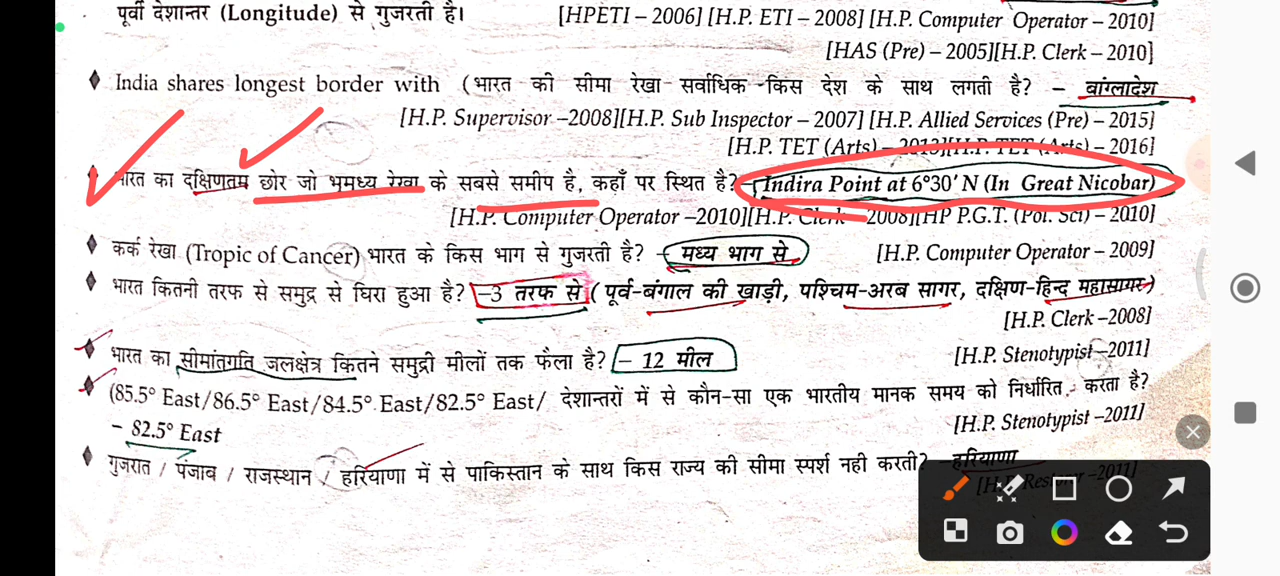 पूर्वी देशान्तर (Longitude) से गुजरती है।
[HPETI – 2006] [H.P. ETI – 2008] [H.P. Computer Operator – 2010]
[HAS (Pre) – 2005][H.P. Clerk – 2010]
♦ India shares longest border with (भारत की सीमा रेखा सर्वाधिक किस देश के साथ लगती है? – बांग्लादेश
[H.P. Supervisor –2008][H.P. Sub Inspector – 2007] [H.P. Allied Services (Pre) – 2015]
[H.P. TET (Arts) – 2013][H.P. TET (Arts) – 2016]
♦ भारत का दक्षिणतम छोर जो भूमध्य रेखा के सबसे समीप है, कहाँ पर स्थित है? – Indira Point at 6°30' N (In Great Nicobar)
[H.P. Computer Operator –2010][H.P. Clerk – 2008][HP P.G.T. (Pol. Sci) – 2010]
♦ कर्क रेखा (Tropic of Cancer) भारत के किस भाग से गुजरती है? – मध्य भाग से [H.P. Computer Operator – 2009]
♦ भारत कितनी तरफ से समुद्र से घिरा हुआ है? –3 तरफ से (पूर्व-बंगाल की खाड़ी, पश्चिम-अरब सागर, दक्षिण-हिन्द महासागर)
[H.P. Clerk –2008]
♦ भारत का सीमांतगति जलक्षेत्र कितने समुद्री मीलों तक फैला है? – 12 मील [H.P. Stenotypist –2011]
♦ (85.5° East/86.5° East/84.5° East/82.5° East/ देशान्तरों में से कौन-सा एक भारतीय मानक समय को निर्धारित करता है?
– 82.5° East [H.P. Stenotypist –2011]
♦ गुजरात / पंजाव / राजस्थान / हरियाणा में से पाकिस्तान के साथ किस राज्य की सीमा स्पर्श नही करती? –हरियाणा